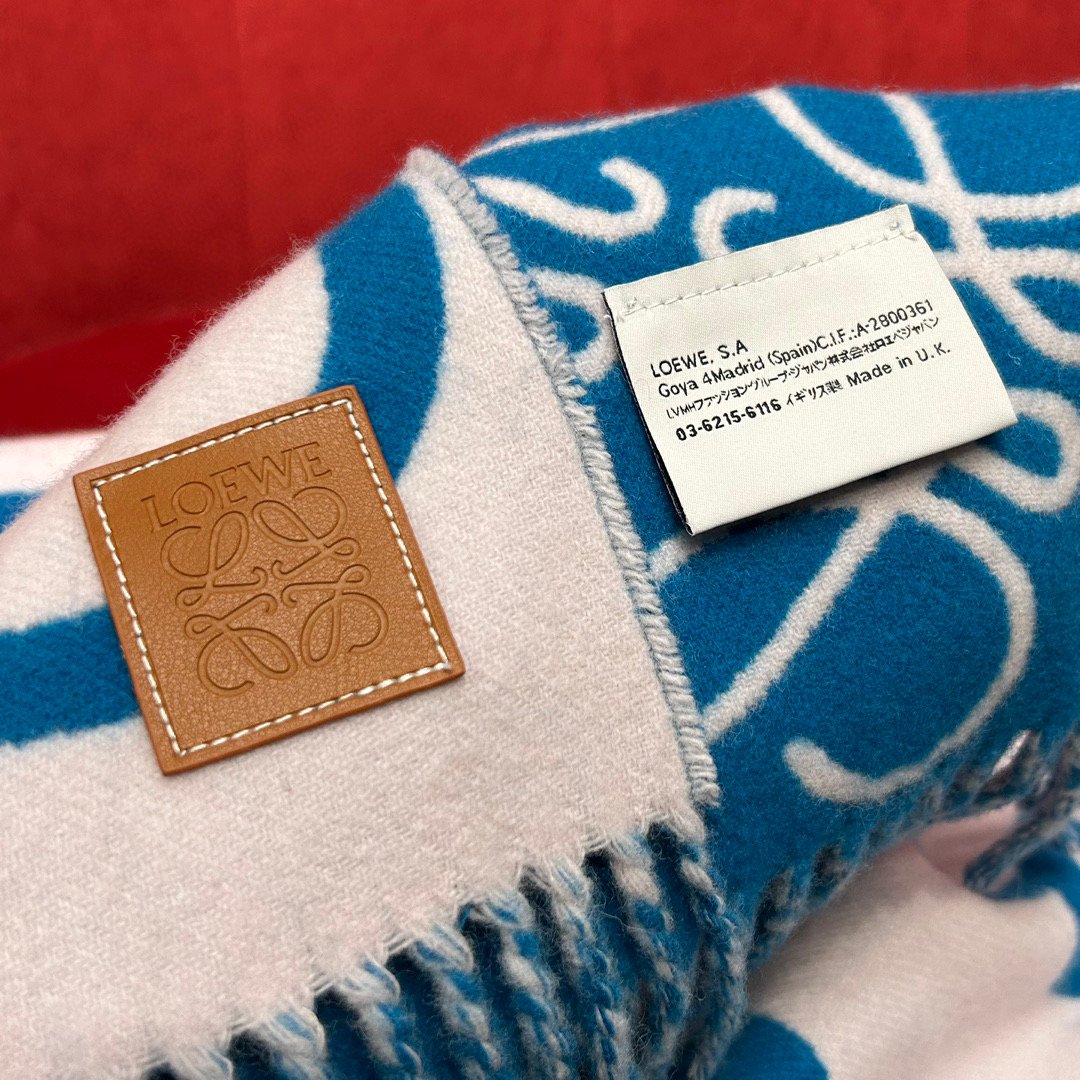 LOEWE
LOEWE. S.A
Goya 4Madrid (Spain)C.I.F.:A-2800361
LVMHファッション・グループ・ジャパン株式会社ロエベジャパン
03-6215-6116 イギリス製 Made in U.K.